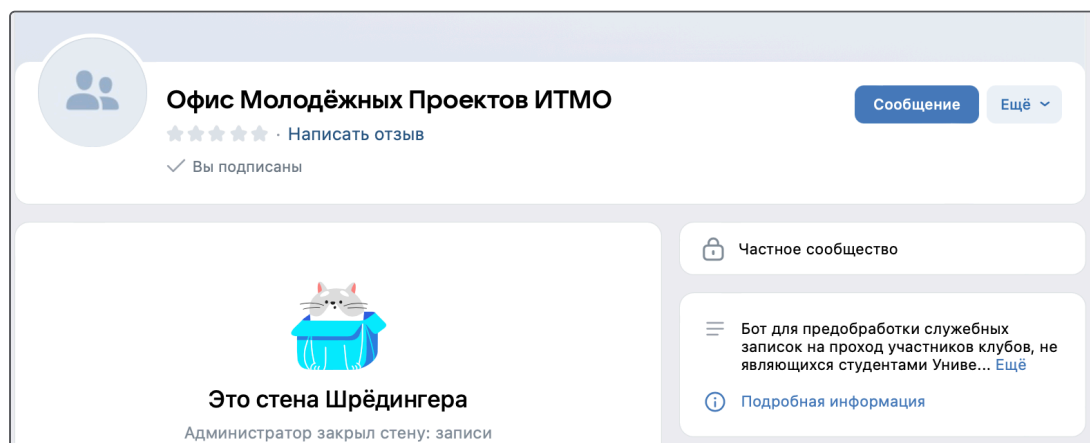 Офис Молодёжных Проектов ИТМО
· Написать отзыв
Вы подписаны
Сообщение
Ещё
Это стена Шрёдингера
Администратор закрыл стену: записи
Частное сообщество
Бот для предобработки служебных
записок на проход участников клубов, не
являющихся студентами Униве... Ещё
Подробная информация